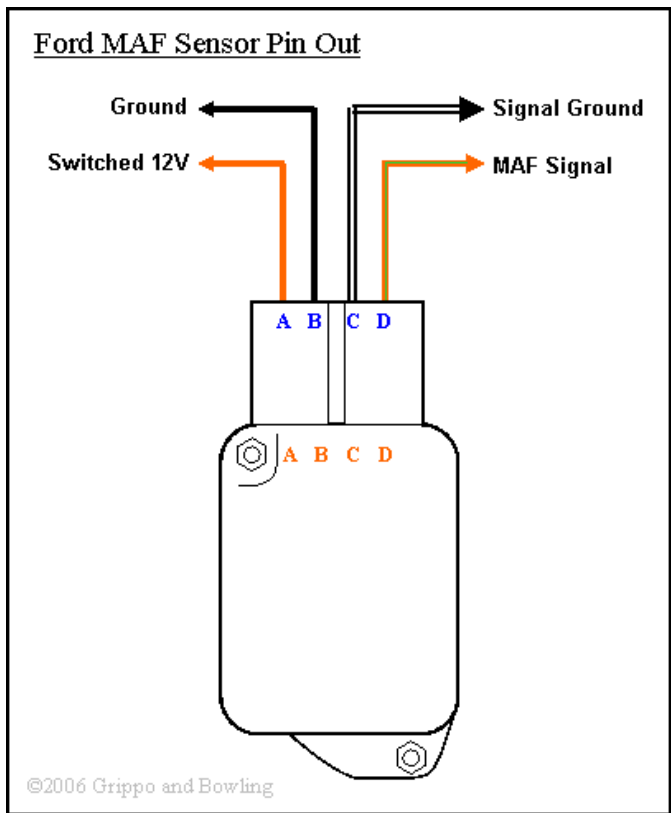 Ford MAF Sensor Pin Out
Ground
Signal Ground
Switched 12V
MAF Signal
A B C D
A B C D
©2006 Grippo and Bowling